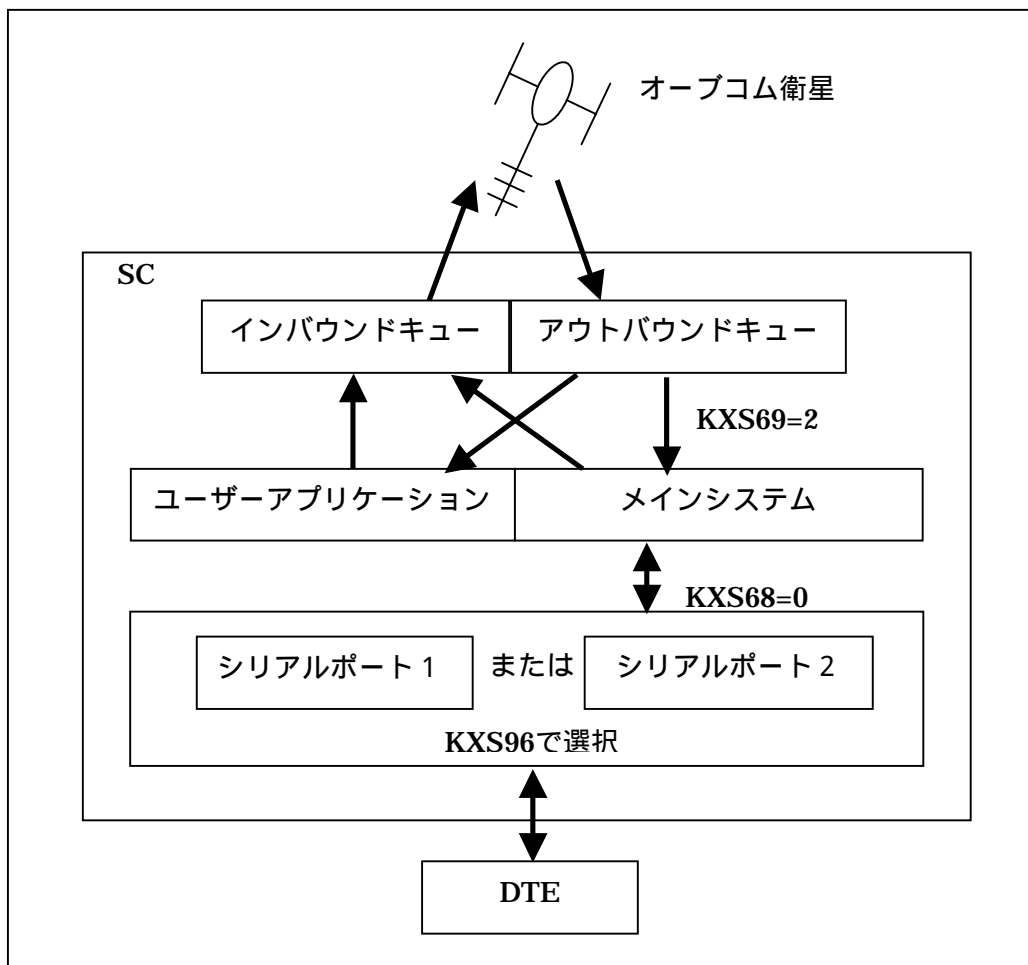 オーブコム衛星
SC
インバウンドキュー
アウトバウンドキュー
KXS69=2
ユーザーアプリケーション
メインシステム
KXS68=0
シリアルポート 1
または
シリアルポート 2
KXS96で選択
DTE